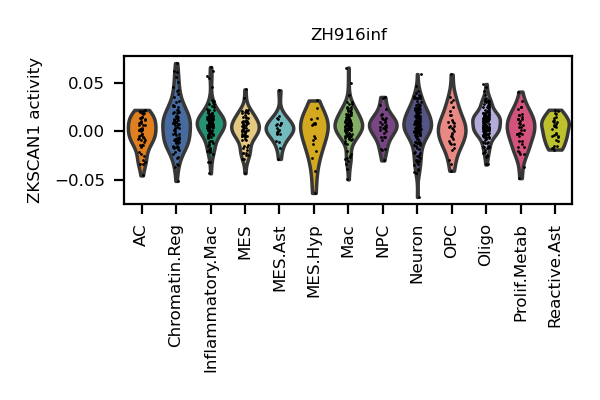 ZH916inf
ZKSCAN1 activity
0.05
0.00
−0.05
AC
Chromatin.Reg
Inflammatory.Mac
MES
MES.Ast
MES.Hyp
Mac
NPC
Neuron
OPC
Oligo
Prolif.Metab
Reactive.Ast